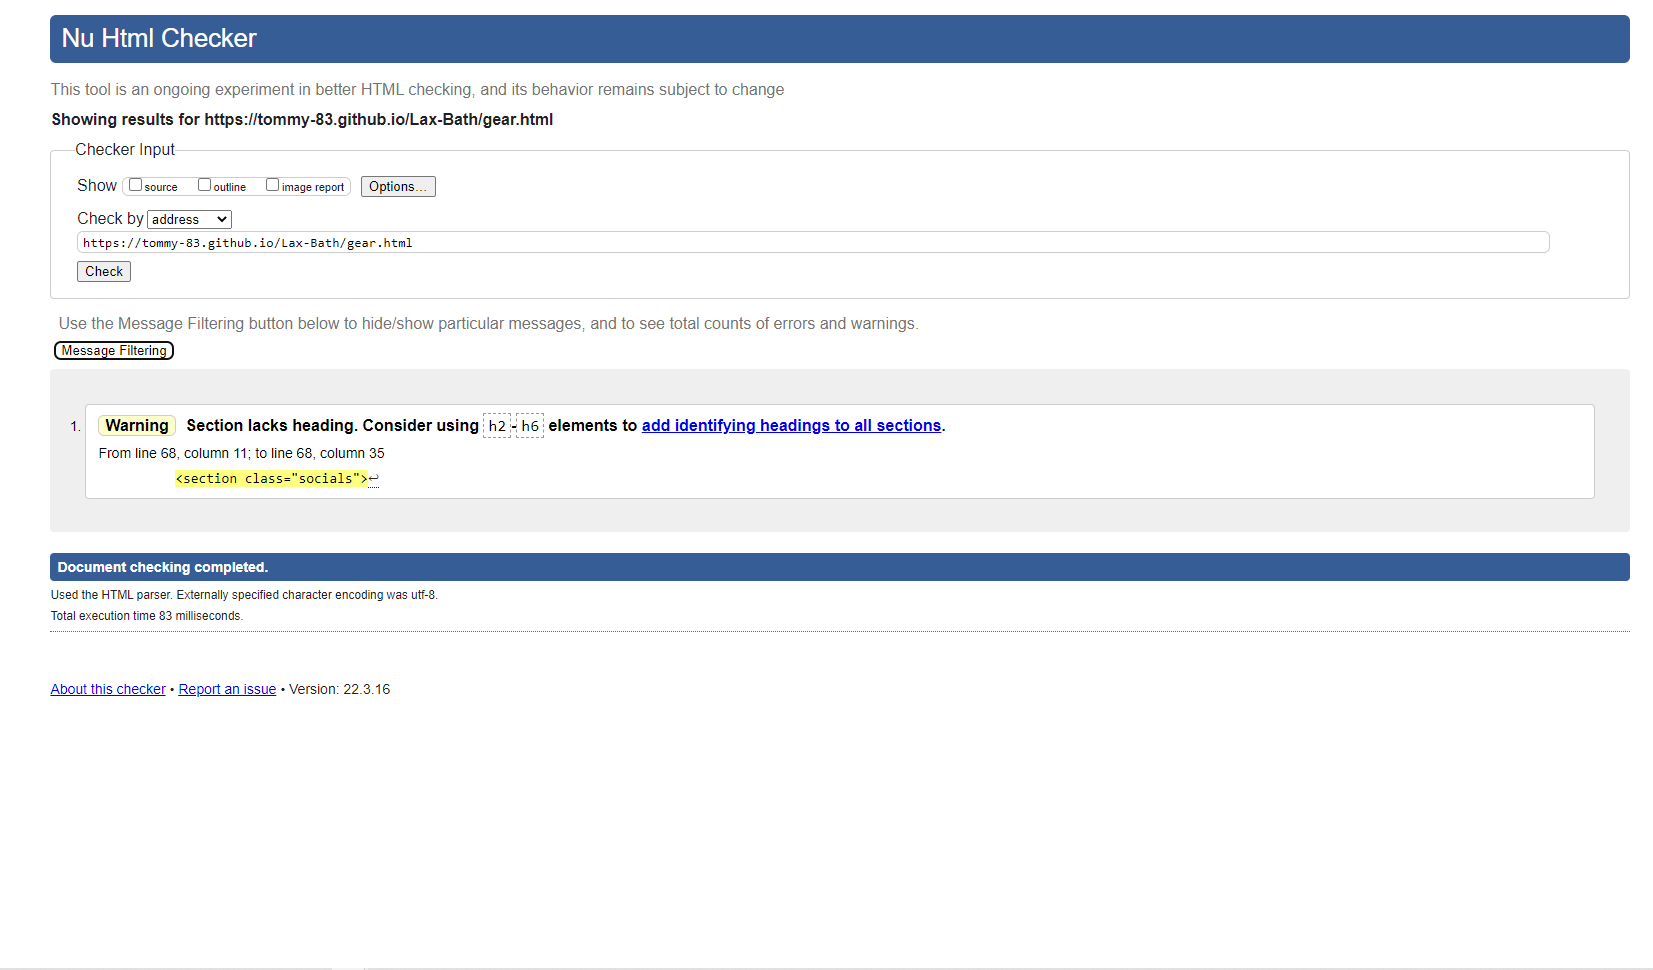 Nu Html Checker
This tool is an ongoing experiment in better HTML checking, and its behavior remains subject to change
Showing results for https://tommy-83.github.io/Lax-Bath/gear.html
Checker Input
Show source outline image report Options...
Check by address
https://tommy-83.github.io/Lax-Bath/gear.html
Check
Use the Message Filtering button below to hide/show particular messages, and to see total counts of errors and warnings.
Message Filtering
1. Warning Section lacks heading. Consider using h2-h6 elements to add identifying headings to all sections.
From line 68, column 11; to line 68, column 35
<section class="socials">↩
Document checking completed.
Used the HTML parser. Externally specified character encoding was utf-8.
Total execution time 83 milliseconds.
About this checker • Report an issue • Version: 22.3.16